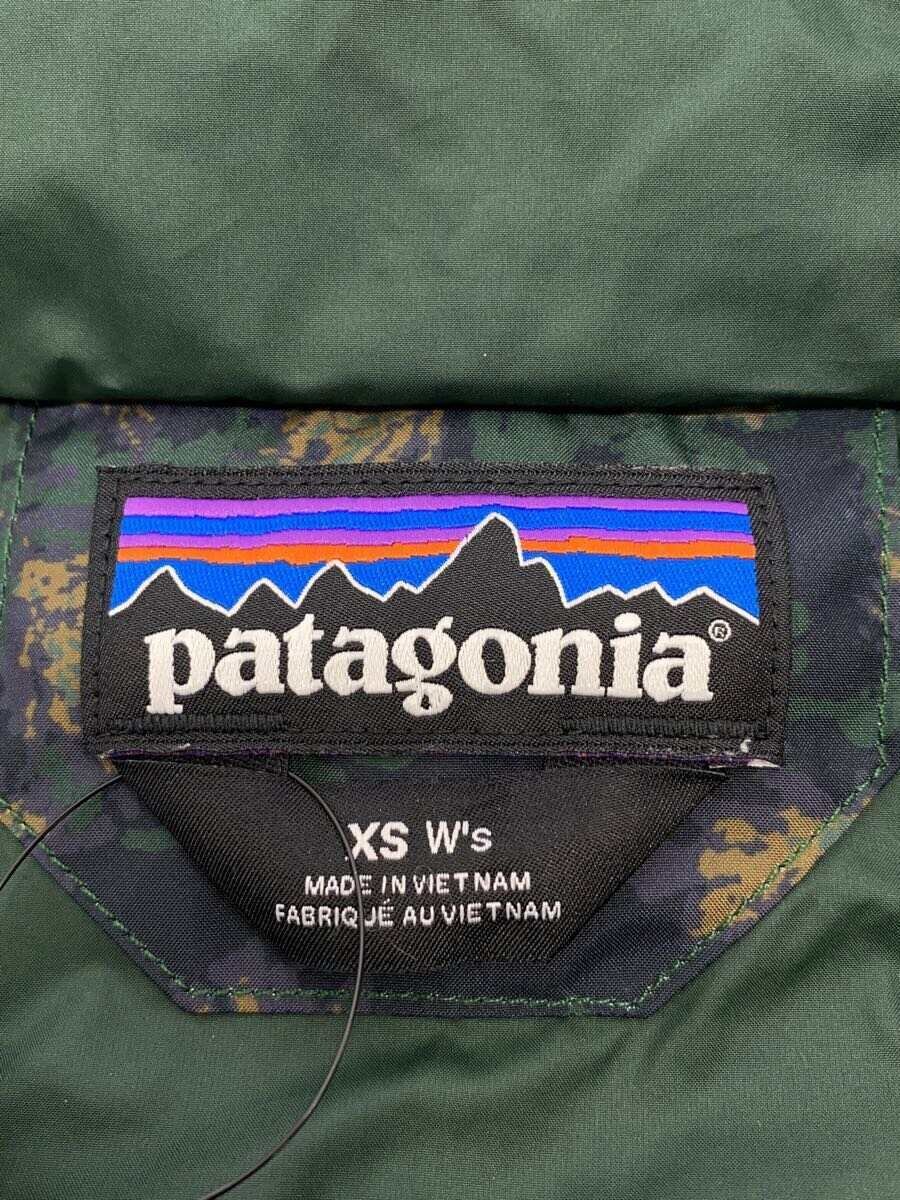 patagonia®
XS W's
MADE IN VIETNAM
FABRIQUÉ AU VIETNAM